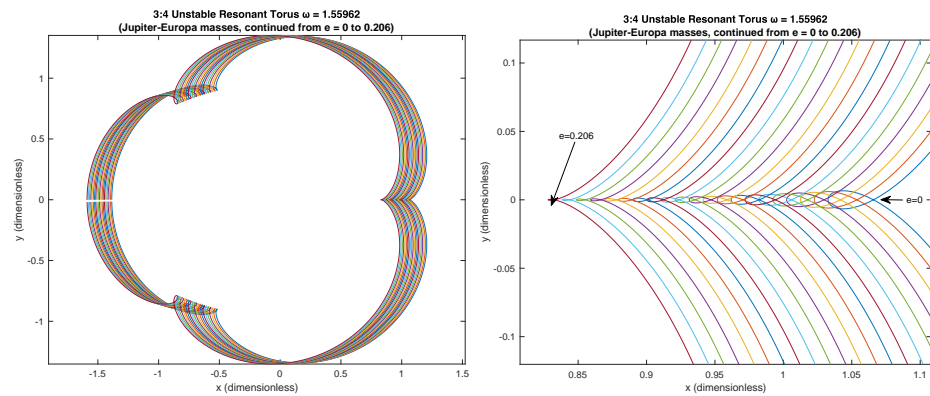 3:4 Unstable Resonant Torus ω = 1.55962
(Jupiter-Europa masses, continued from e = 0 to 0.206)
1
0.5
0
-0.5
-1
y (dimensionless)
-1.5
-1
-0.5
0
0.5
1
1.5
x (dimensionless)
3:4 Unstable Resonant Torus ω = 1.55962
(Jupiter-Europa masses, continued from e = 0 to 0.206)
0.1
0.05
0
-0.05
-0.1
y (dimensionless)
e=0.206
e=0
0.85
0.9
0.95
1
1.05
1.1
x (dimensionless)